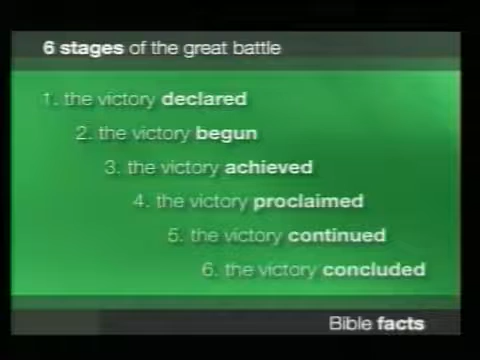 6 stages of the great battle
1. the victory declared
2. the victory begun
3. the victory achieved
4. the victory proclaimed
5. the victory continued
6. the victory concluded
Bible facts